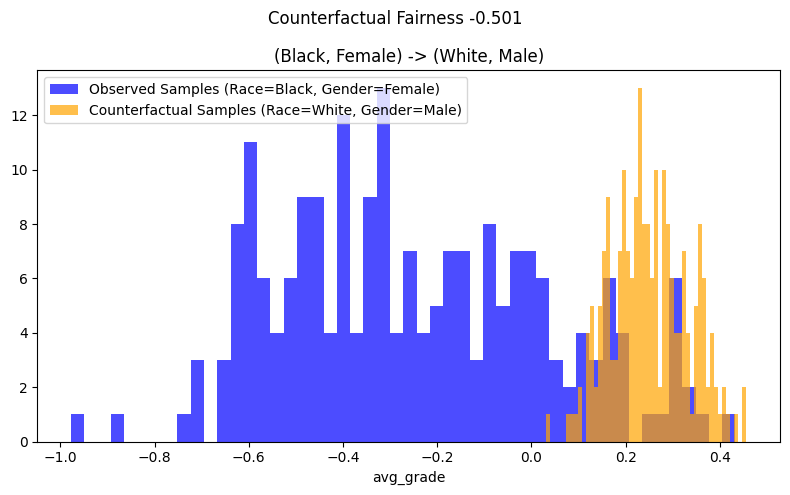 Counterfactual Fairness -0.501
(Black, Female) -> (White, Male)
Observed Samples (Race=Black, Gender=Female)
Counterfactual Samples (Race=White, Gender=Male)
12
10
8
6
4
2
0
−1.0 −0.8 −0.6 −0.4 −0.2 0.0 0.2 0.4
avg_grade